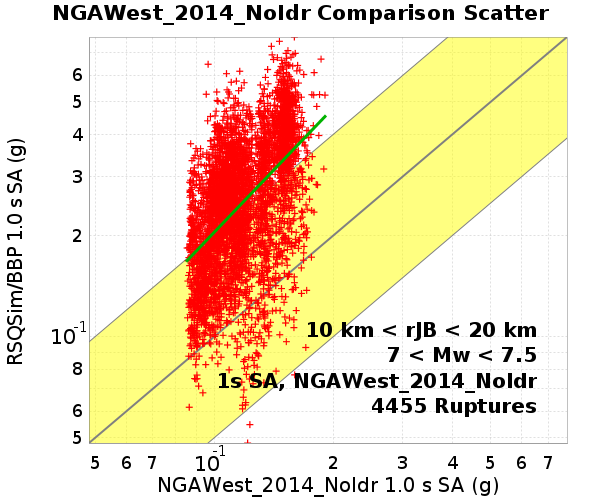 NGAWest_2014_NoIdr Comparison Scatter
RSQSim/BBP 1.0 s SA (g)
6
5
4
3
2
10⁻¹
8
6
5
10 km < rJB < 20 km
7 < Mw < 7.5
1s SA, NGAWest_2014_NoIdr
4455 Ruptures
5 6 7 10⁻¹ 2 3 4 5 6 7
NGAWest_2014_NoIdr 1.0 s SA (g)